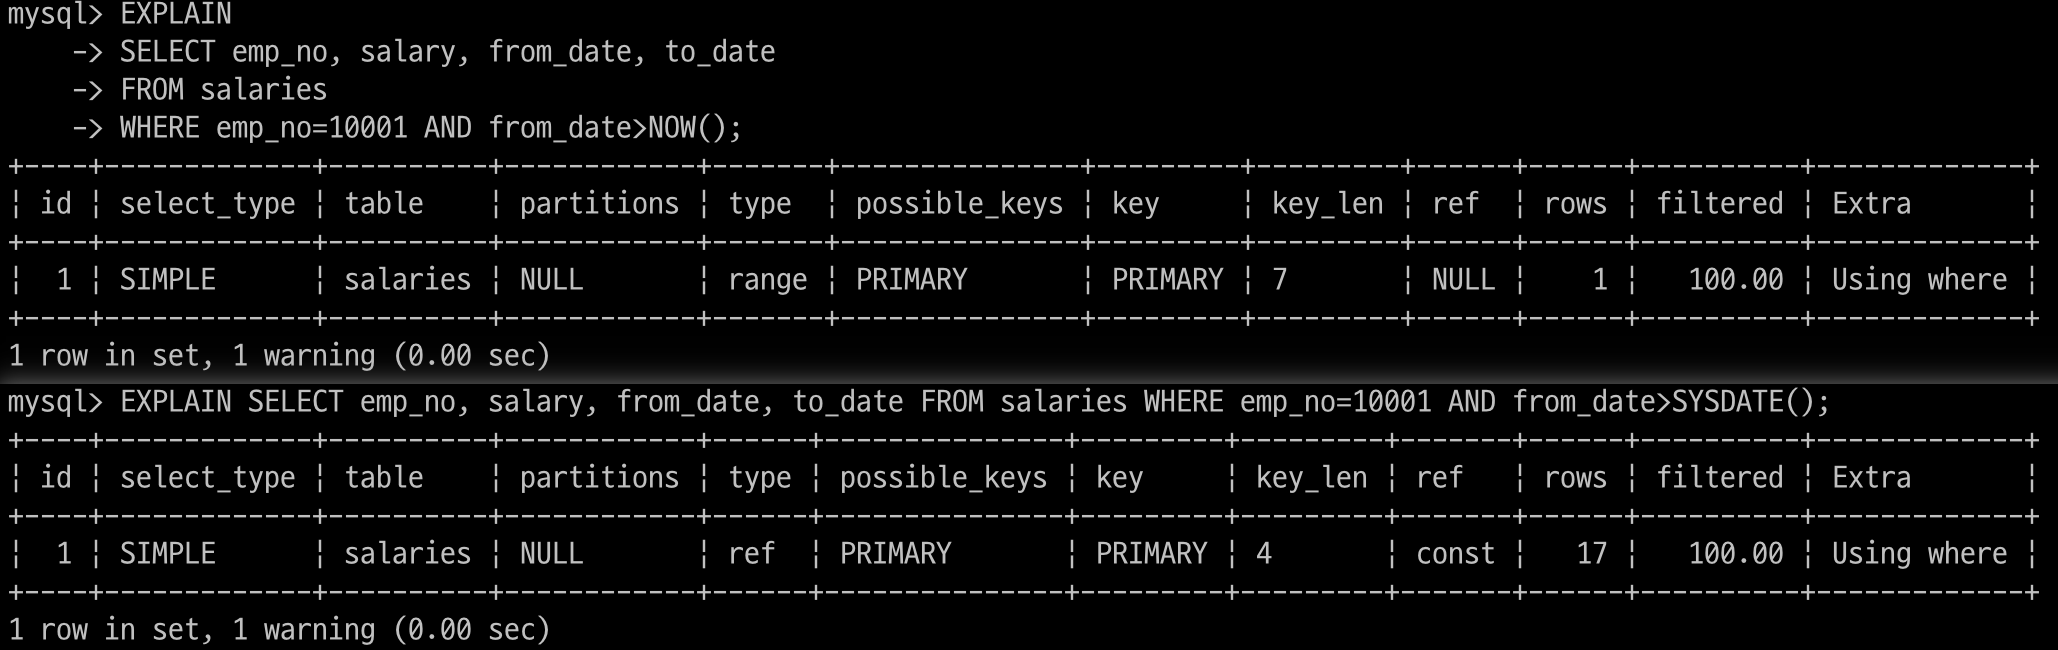 mysql> EXPLAIN
    -> SELECT emp_no, salary, from_date, to_date
    -> FROM salaries
    -> WHERE emp_no=10001 AND from_date>NOW();
+----+-------------+-----------+------------+-------+---------------+---------+---------+------+------+----------+-------------+
| id | select_type | table    | partitions | type  | possible_keys | key     | key_len | ref  | rows | filtered | Extra       |
+----+-------------+-----------+------------+-------+---------------+---------+---------+------+------+----------+-------------+
|  1 | SIMPLE      | salaries | NULL       | range | PRIMARY       | PRIMARY | 7       | NULL |    1 |   100.00 | Using where |
+----+-------------+-----------+------------+-------+---------------+---------+---------+------+------+----------+-------------+
1 row in set, 1 warning (0.00 sec)
mysql> EXPLAIN SELECT emp_no, salary, from_date, to_date FROM salaries WHERE emp_no=10001 AND from_date>SYSDATE();
+----+-------------+----------+------------+------+---------------+---------+---------+-------+------+----------+-------------+
| id | select_type | table    | partitions | type | possible_keys | key     | key_len | ref   | rows | filtered | Extra       |
+----+-------------+----------+------------+------+---------------+---------+---------+-------+------+----------+-------------+
|  1 | SIMPLE      | salaries | NULL       | ref  | PRIMARY       | PRIMARY | 4       | const |   17 |   100.00 | Using where |
+----+-------------+----------+------------+------+---------------+---------+---------+-------+------+----------+-------------+
1 row in set, 1 warning (0.00 sec)